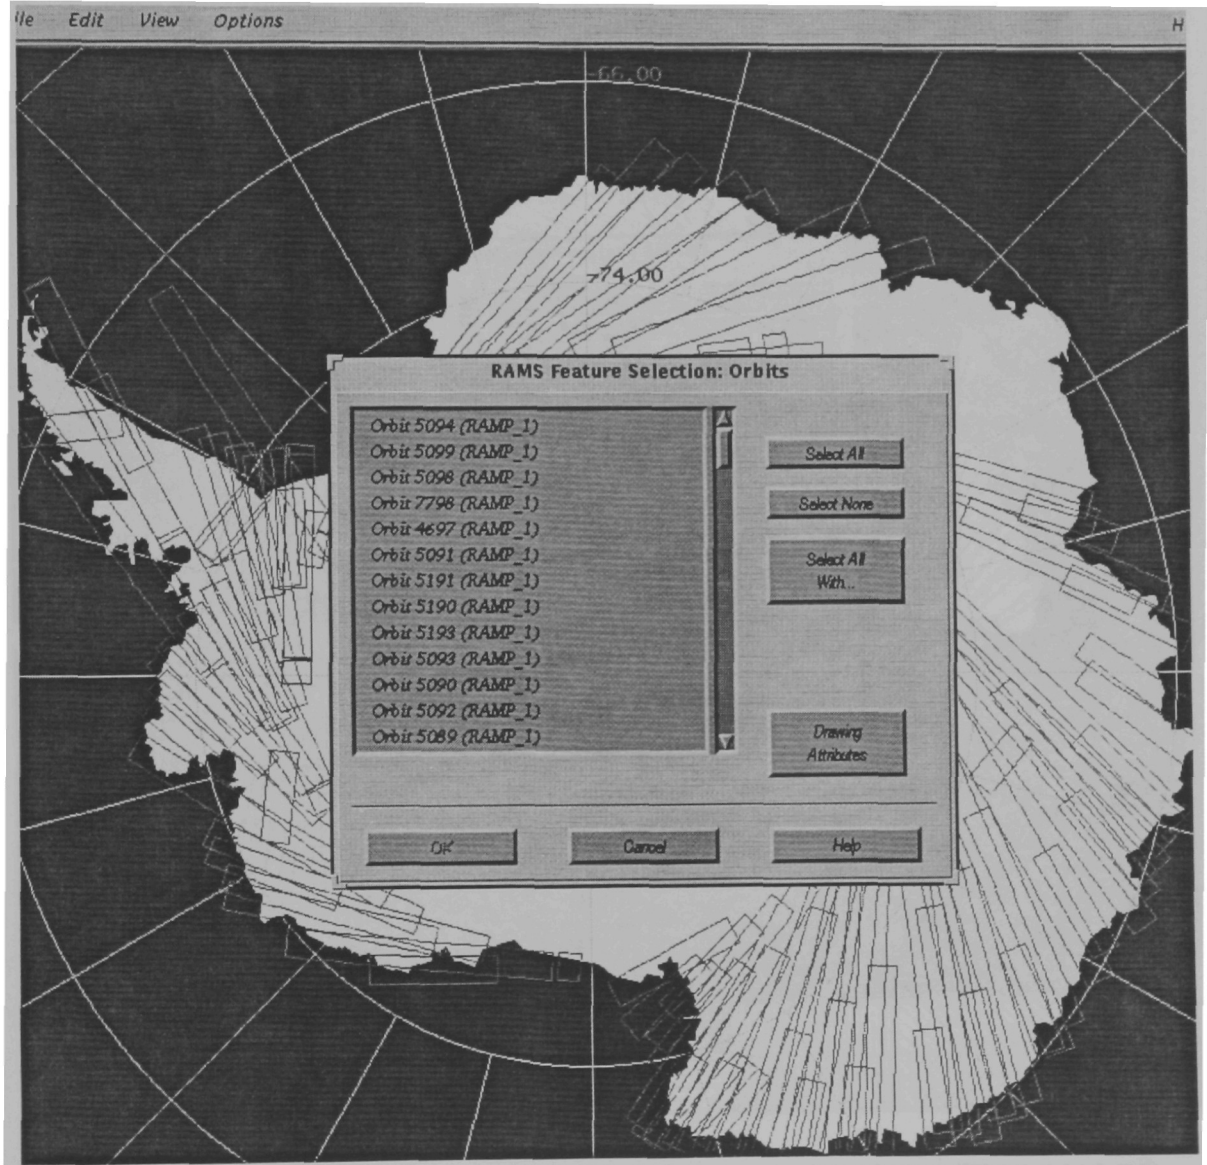 ile Edit View Options H
-66.00
-74.00
RAMS Feature Selection: Orbits
Orbit 5094 (RAMP_1)
Orbit 5099 (RAMP_1)
Orbit 5098 (RAMP_1)
Orbit 7798 (RAMP_1)
Orbit 4697 (RAMP_1)
Orbit 5091 (RAMP_1)
Orbit 5191 (RAMP_1)
Orbit 5190 (RAMP_1)
Orbit 5193 (RAMP_1)
Orbit 5093 (RAMP_1)
Orbit 5090 (RAMP_1)
Orbit 5092 (RAMP_1)
Orbit 5089 (RAMP_1)
Select All
Select None
Select All
With...
Drawing
Attributes
OK
Cancel
Help